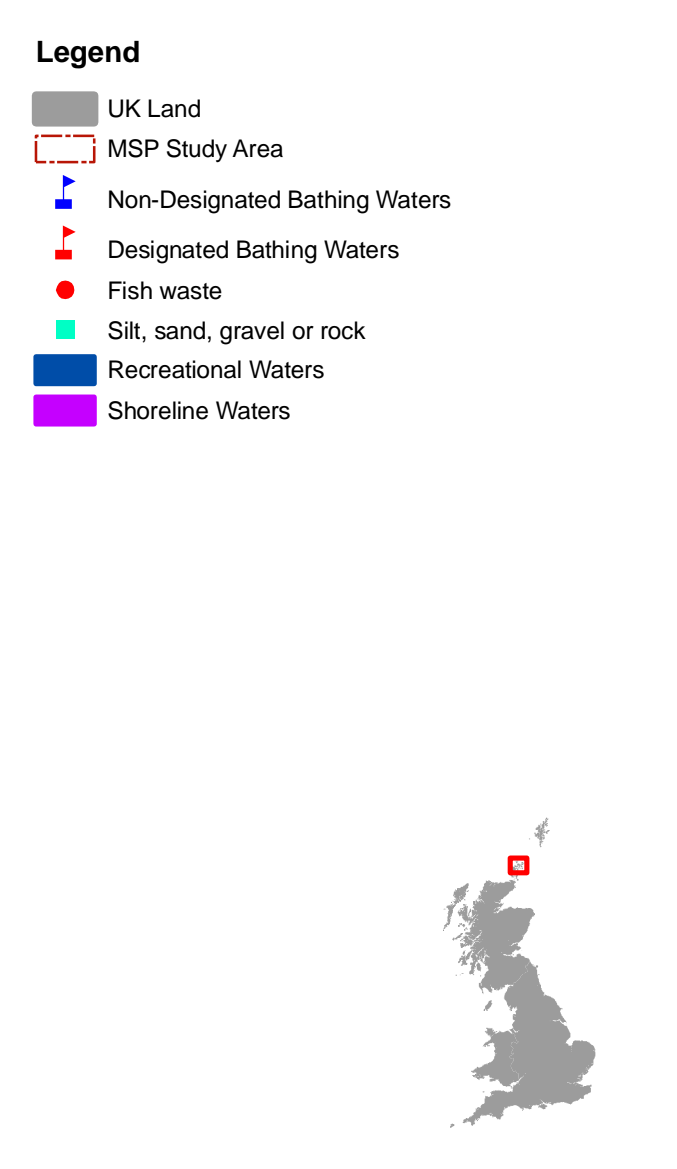 Legend
UK Land
MSP Study Area
Non-Designated Bathing Waters
Designated Bathing Waters
Fish waste
Silt, sand, gravel or rock
Recreational Waters
Shoreline Waters